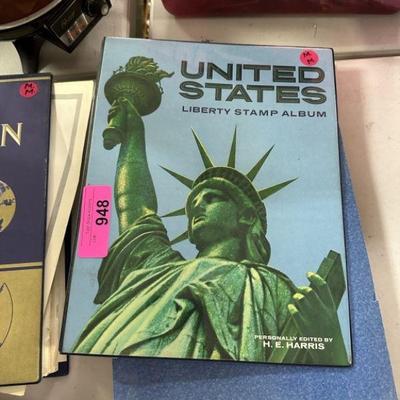 UNITED
STATES
LIBERTY STAMP ALBUM
948
PERSONALLY EDITED BY
H. E. HARRIS
N